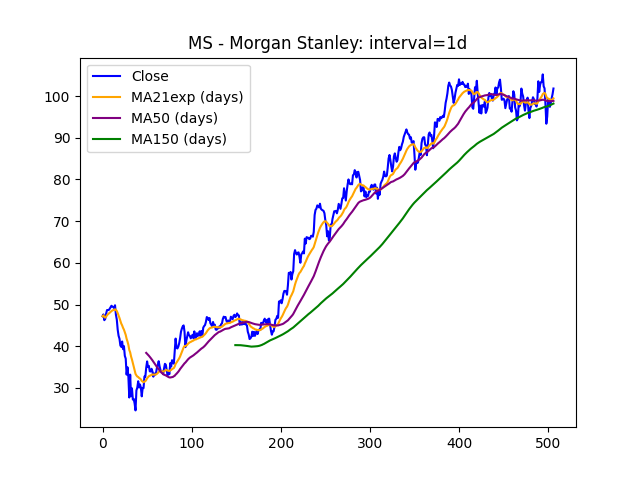 MS - Morgan Stanley: interval=1d
Close
MA21exp (days)
MA50 (days)
MA150 (days)
100
90
80
70
60
50
40
30
0 100 200 300 400 500